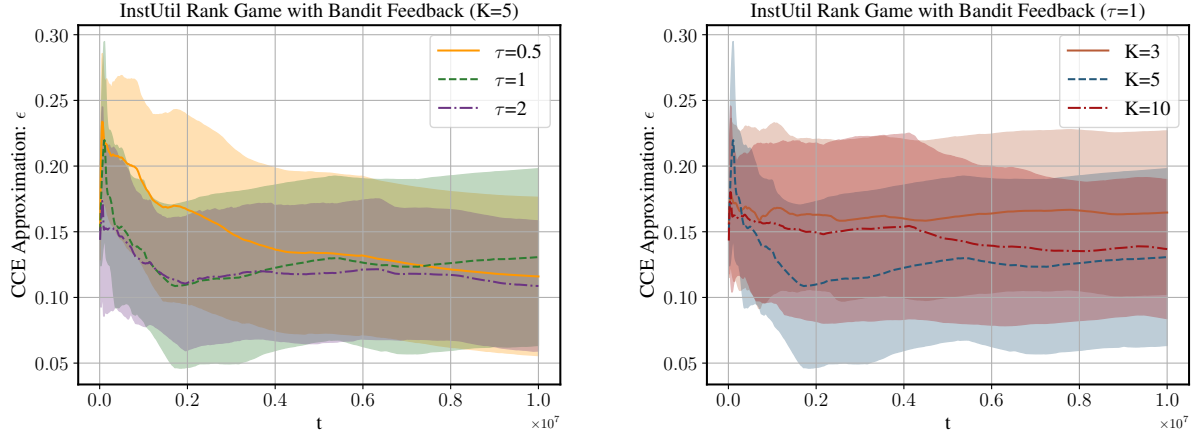 InstUtil Rank Game with Bandit Feedback (K=5)
CCE Approximation: ϵ
0.30
0.25
0.20
0.15
0.10
0.05
τ=0.5
τ=1
τ=2
0.0 0.2 0.4 0.6 0.8 1.0
×10⁷
t
InstUtil Rank Game with Bandit Feedback (τ=1)
CCE Approximation: ϵ
0.30
0.25
0.20
0.15
0.10
0.05
K=3
K=5
K=10
0.0 0.2 0.4 0.6 0.8 1.0
×10⁷
t